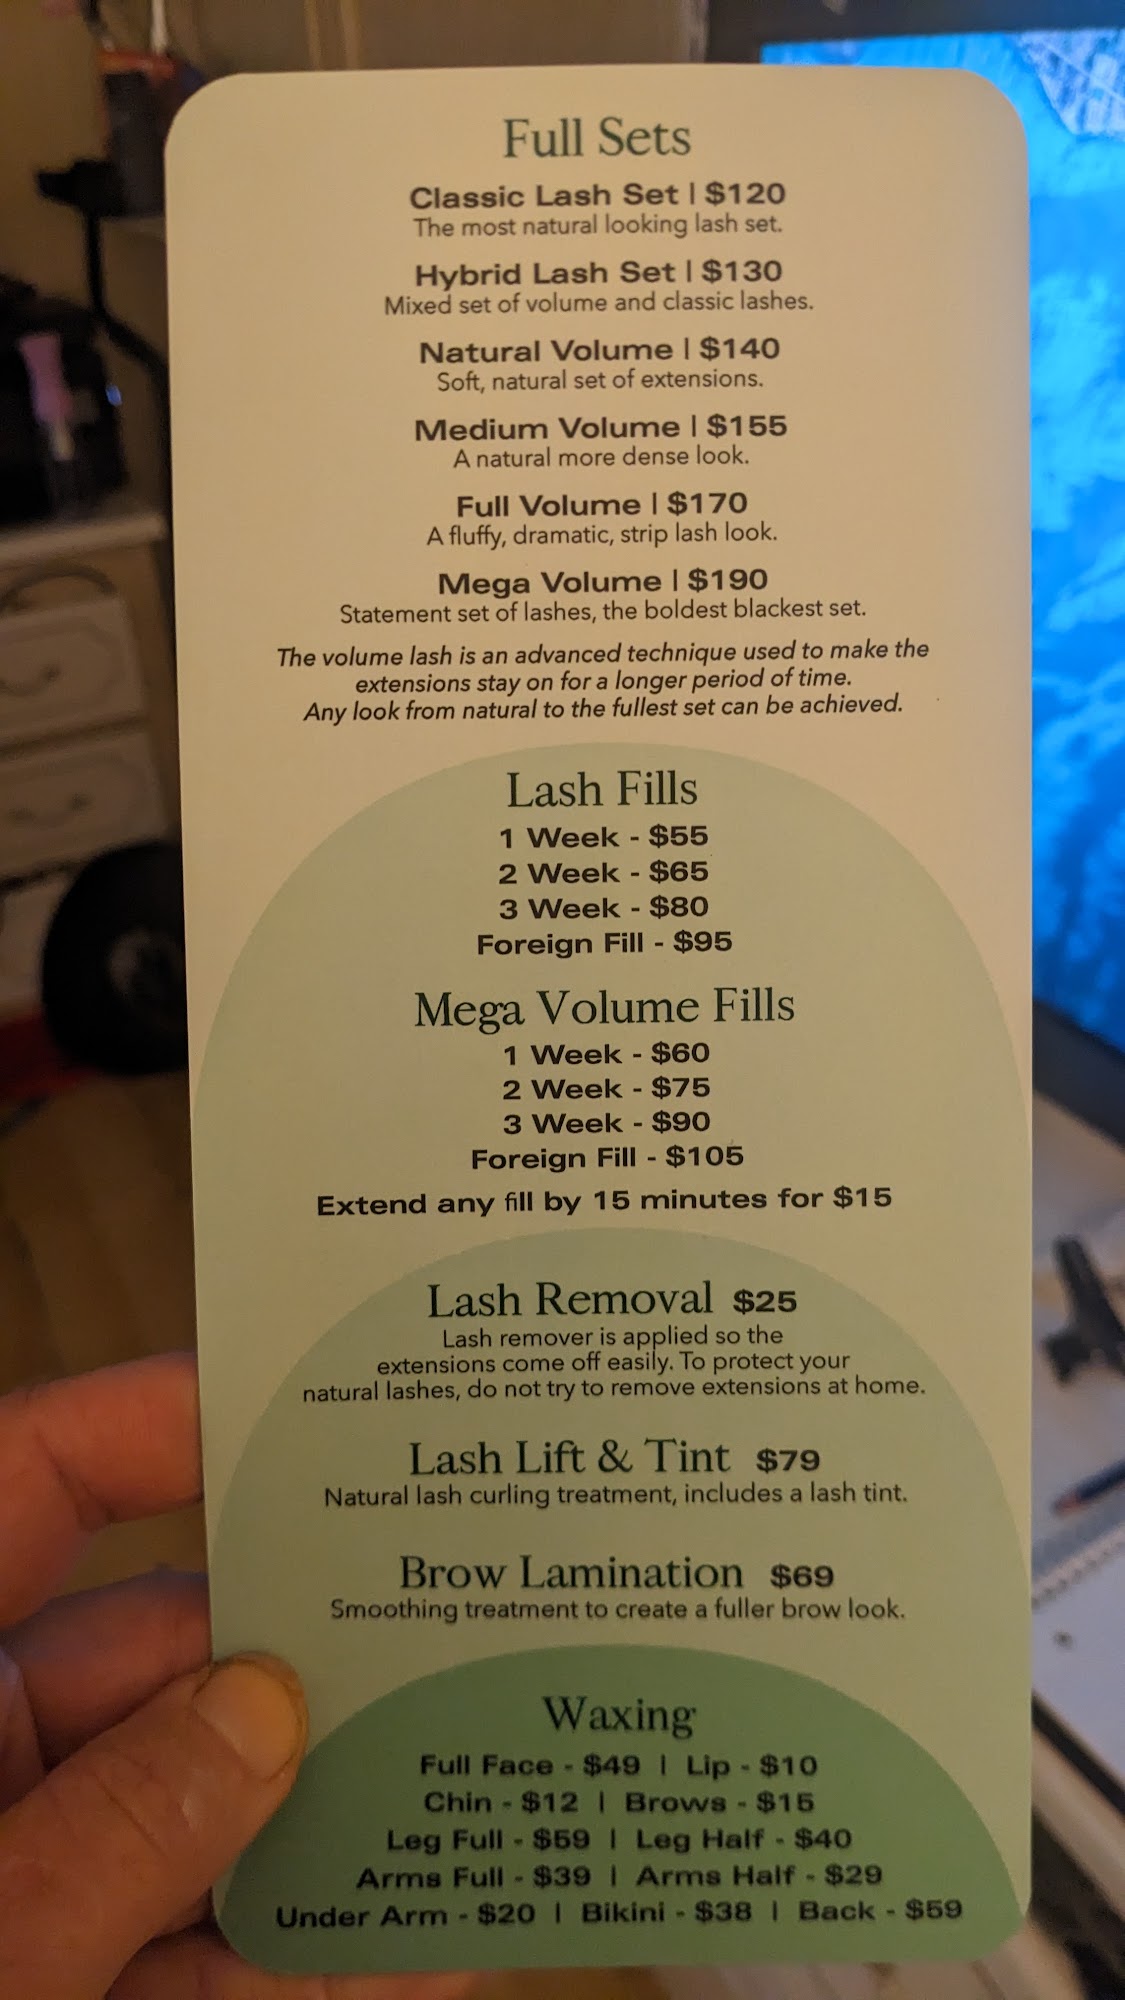 Full Sets
Classic Lash Set | $120
The most natural looking lash set.
Hybrid Lash Set | $130
Mixed set of volume and classic lashes.
Natural Volume | $140
Soft, natural set of extensions.
Medium Volume | $155
A natural more dense look.
Full Volume | $170
A fluffy, dramatic, strip lash look.
Mega Volume | $190
Statement set of lashes, the boldest blackest set.
The volume lash is an advanced technique used to make the
extensions stay on for a longer period of time.
Any look from natural to the fullest set can be achieved.
Lash Fills
1 Week - $55
2 Week - $65
3 Week - $80
Foreign Fill - $95
Mega Volume Fills
1 Week - $60
2 Week - $75
3 Week - $90
Foreign Fill - $105
Extend any fill by 15 minutes for $15
Lash Removal $25
Lash remover is applied so the
extensions come off easily. To protect your
natural lashes, do not try to remove extensions at home.
Lash Lift & Tint $79
Natural lash curling treatment, includes a lash tint.
Brow Lamination $69
Smoothing treatment to create a fuller brow look.
Waxing
Full Face - $49 | Lip - $10
Chin - $12 | Brows - $15
Leg Full - $59 | Leg Half - $40
Arms Full - $39 | Arms Half - $29
Under Arm - $20 | Bikini - $38 | Back - $59